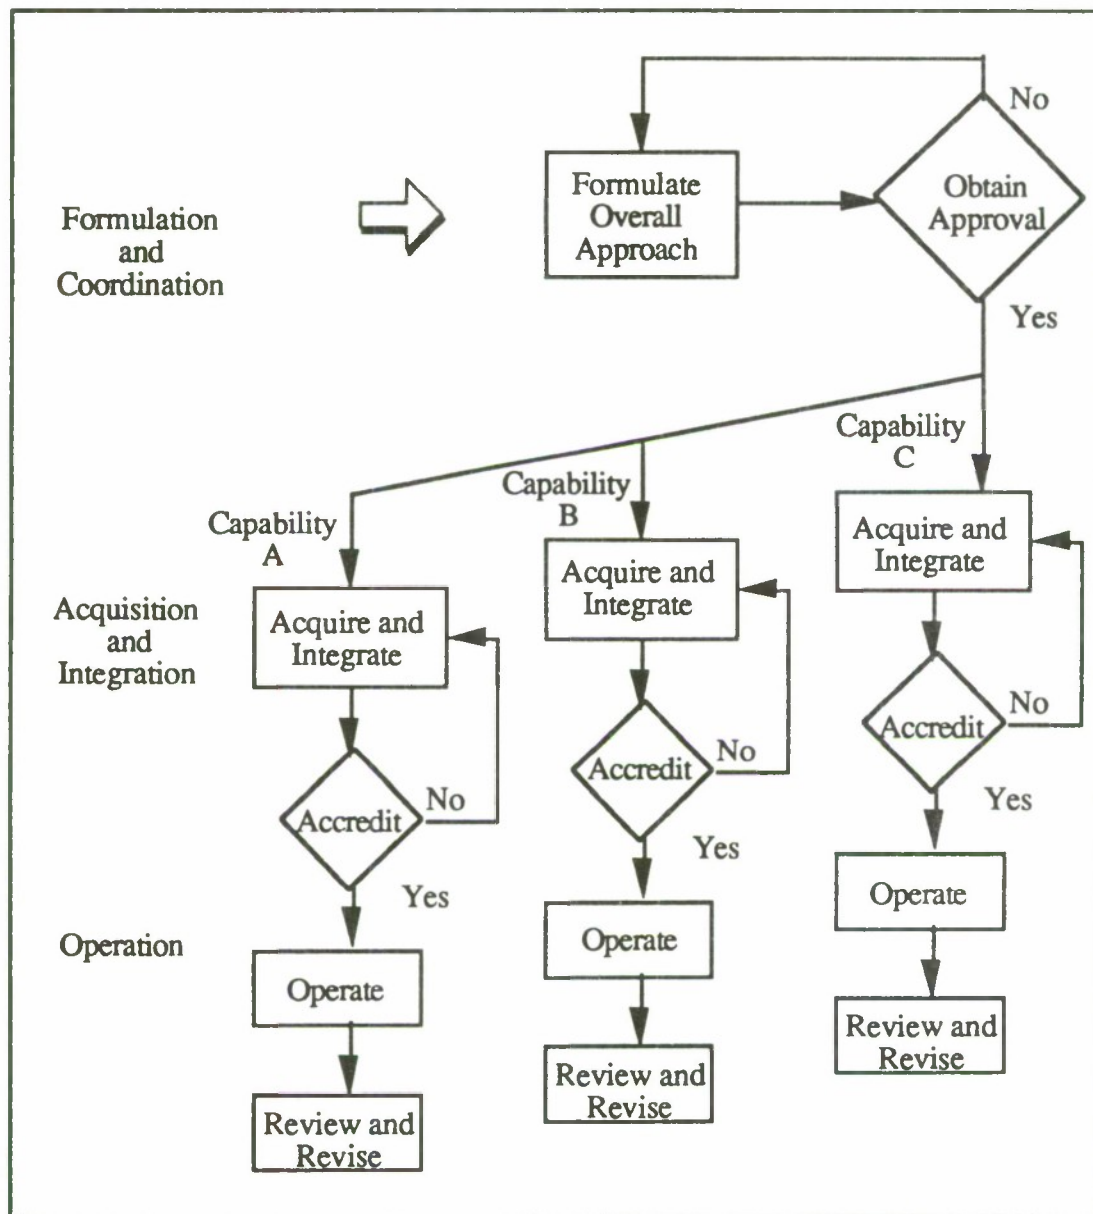 No
Formulate
Overall
Approach
Obtain
Approval
Formulation
and
Coordination
Yes
Capability
C
Capability
B
Capability
A
Acquisition
and
Integration
Acquire and
Integrate
Acquire and
Integrate
Acquire and
Integrate
Accredit
No
Accredit
No
Accredit
No
Yes
Yes
Yes
Operation
Operate
Operate
Operate
Review and
Revise
Review and
Revise
Review and
Revise